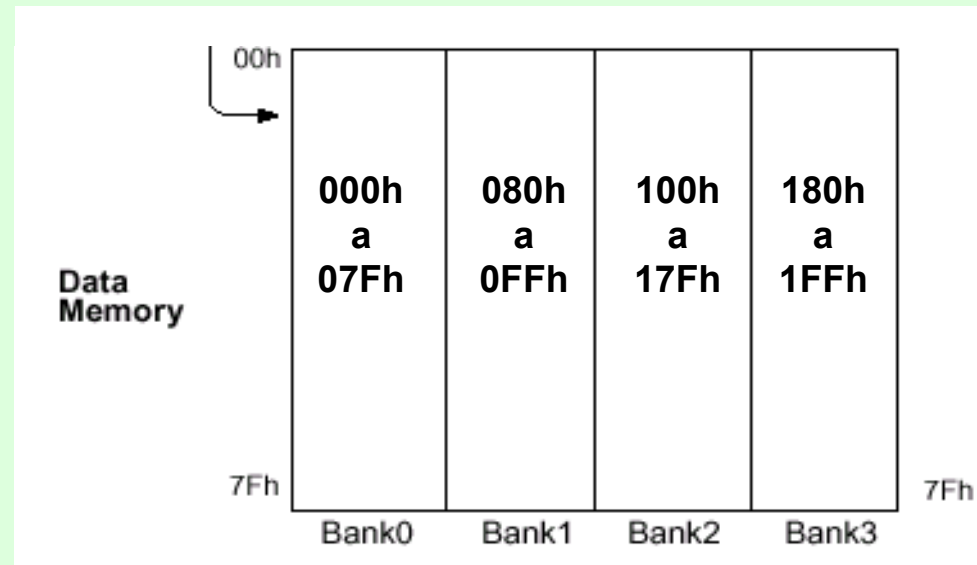 00h
000h 080h 100h 180h
a a a a
07Fh 0FFh 17Fh 1FFh
Data
Memory
7Fh 7Fh
Bank0 Bank1 Bank2 Bank3